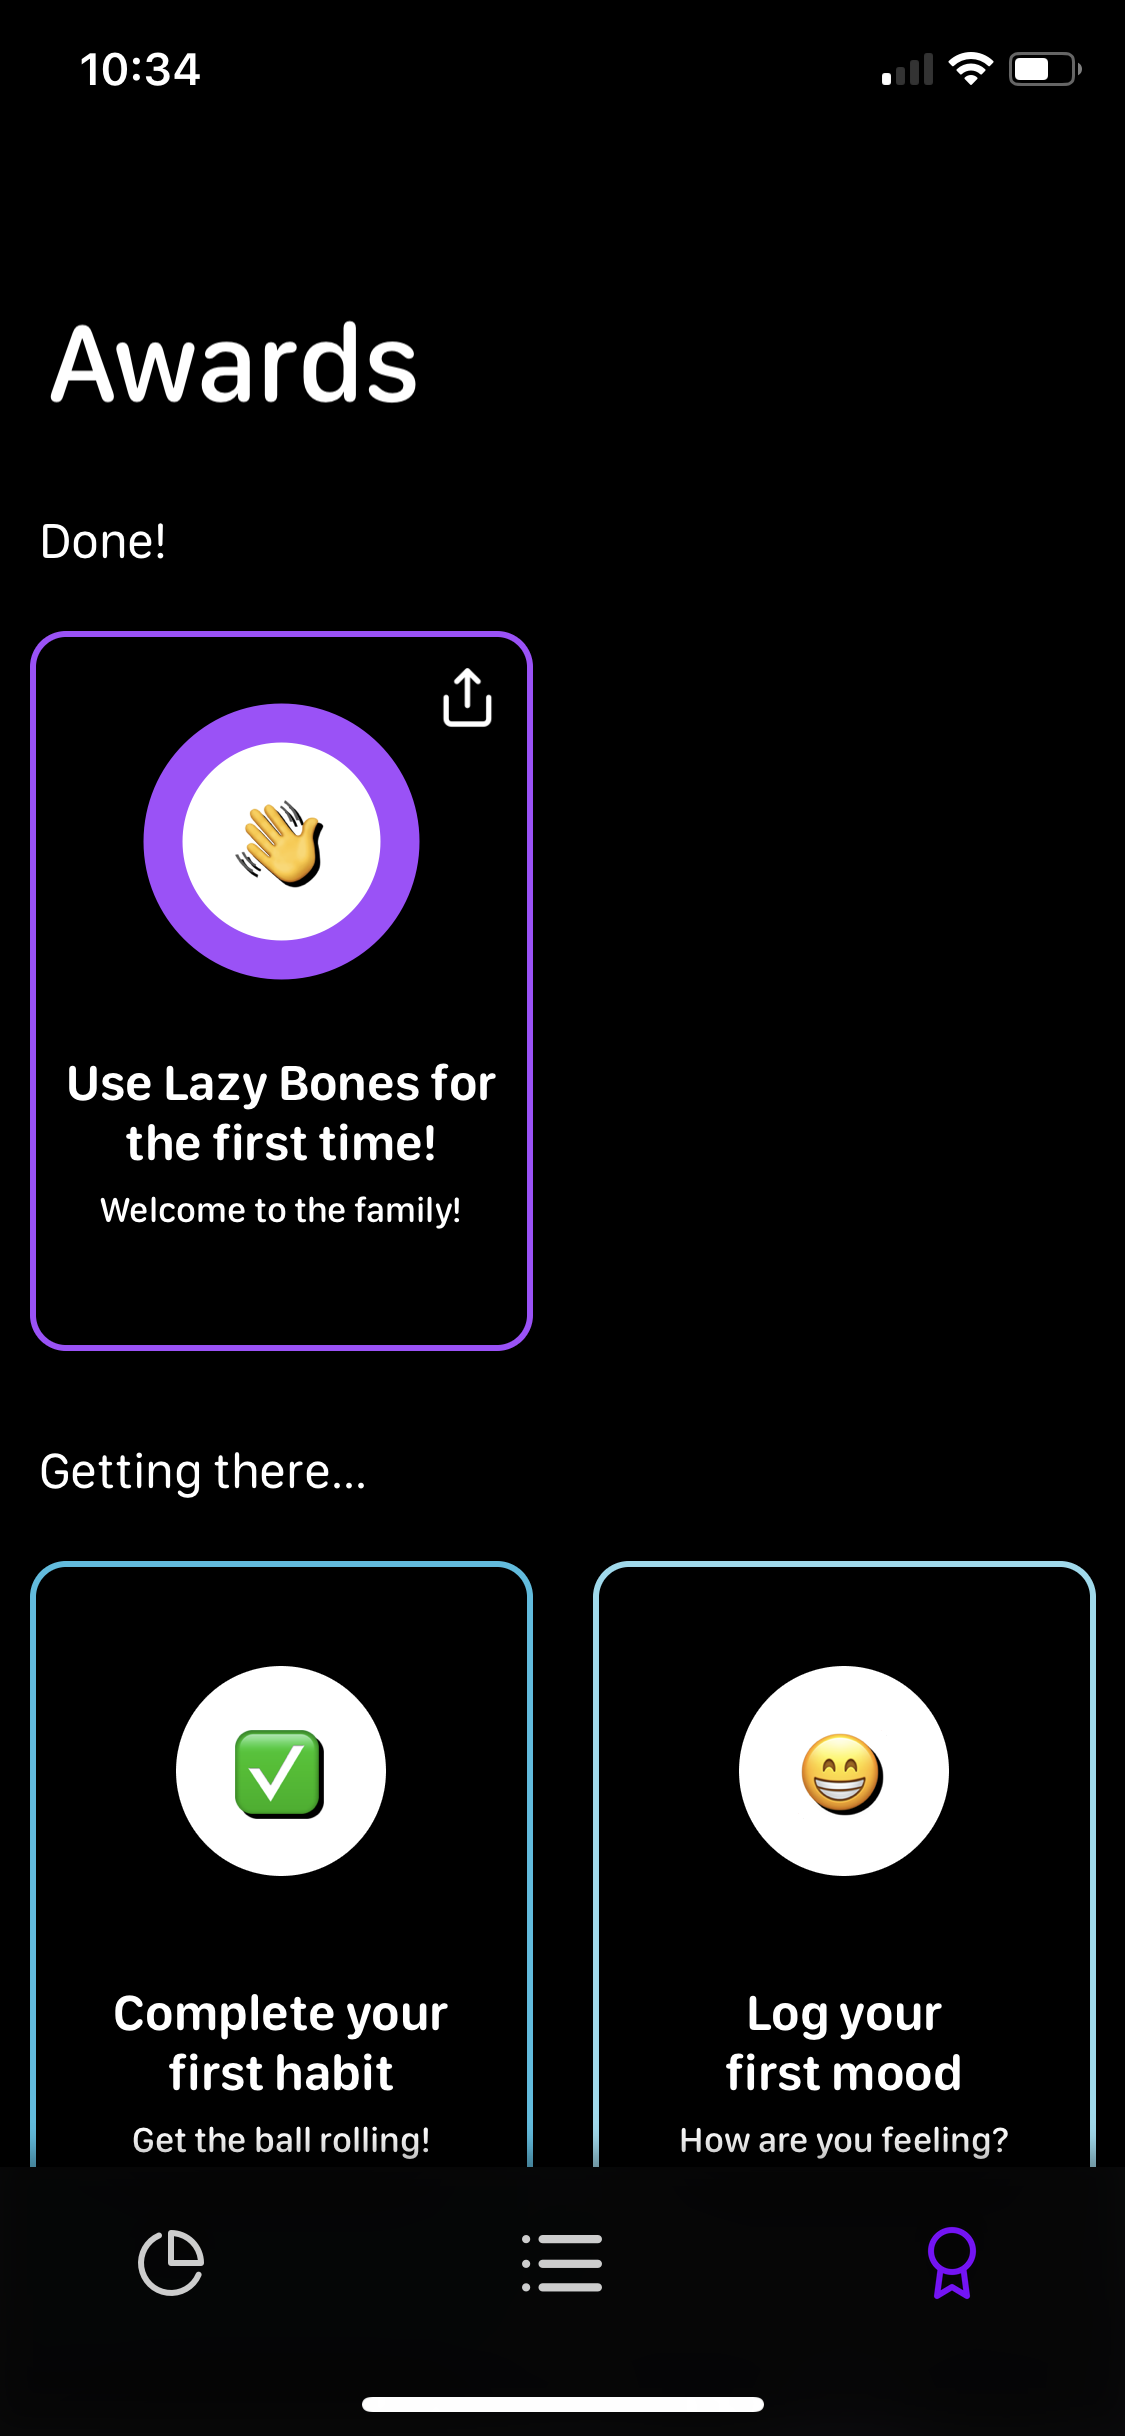 10:34
Awards
Done!
Use Lazy Bones for
the first time!
Welcome to the family!
Getting there...
Complete your
first habit
Get the ball rolling!
Log your
first mood
How are you feeling?